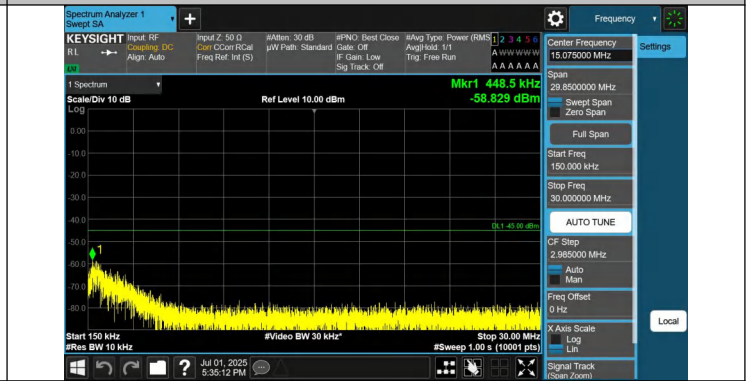 Spectrum Analyzer 1
Swept SA
Frequency
KEYSIGHT
Input: RF
Input Z: 50 Ω
#Atten: 30 dB
#PNO: Best Close
#Avg Type: Power (RMS
1 2 3 4 5 6
RL
Coupling: DC
Corr CCorr RCal
µW Path: Standard
Gate: Off
Avg|Hold: 1/1
A W W W W W
Align: Auto
Freq Ref: Int (S)
IF Gain: Low
Trig: Free Run
Sig Track: Off
A A A A A A
1 Spectrum
Mkr1 448.5 kHz
Scale/Div 10 dB
Ref Level 10.00 dBm
-58.829 dBm
Log
0.00
-10.0
-20.0
-30.0
-40.0
DL1 -45.00 dBm
-50.0
1
-60.0
-70.0
-80.0
Start 150 kHz
#Video BW 30 kHz*
Stop 30.00 MHz
#Res BW 10 kHz
#Sweep 1.00 s (10001 pts)
Jul 01, 2025
5:35:12 PM
Center Frequency
15.075000 MHz
Settings
Span
29.8500000 MHz
Swept Span
Zero Span
Full Span
Start Freq
150.000 kHz
Stop Freq
30.000000 MHz
AUTO TUNE
CF Step
2.985000 MHz
Auto
Man
Freq Offset
0 Hz
X Axis Scale
Log
Lin
Local
Signal Track
(Span Zoom)